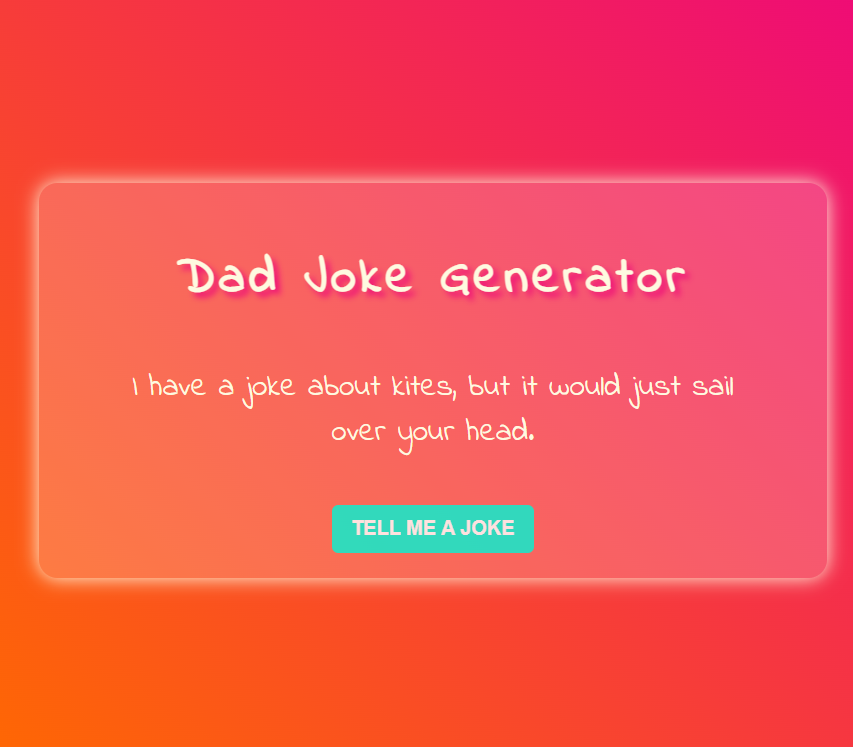 Dad Joke Generator
I have a joke about kites, but it would just sail
over your head.
TELL ME A JOKE